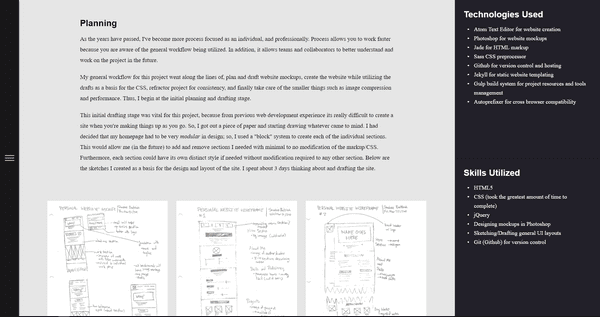 Planning
As the years have passed, I've become more process focused as an individual, and professionally. Process allows you to work faster
because you are aware of the general workflow being utilized. In addition, it allows teams and collaborators to better understand and
work on the project in the future.
My general workflow for this project went along the lines of, plan and draft website mockups, create the website while utilizing the
drafts as a basis for the CSS, refractor project for consistency, and finally take care of the smaller things such as image compression
and performance. Thus, I begin at the initial planning and drafting stage.
This initial drafting stage was vital for this project, because from previous web development experience its really difficult to create a
site when you're making things up as you go. So, I got out a piece of paper and starting drawing whatever came to mind. I had
decided that my homepage had to be very modular in design; so, I used a "block" system to create each of the individual sections.
This would allow me (in the future) to add and remove sections I needed with minimal to no modification of the markup/CSS.
Furthermore, each section could have its own distinct style if needed without modification required to any other section. Below are
the sketches I created as a basis for the design and layout of the site. I spent about 3 days thinking about and drafting the site.
PERSONAL WEBSITE
PERSONAL WEBSITE WIREFRAME
PERSONAL WEBSITE WIREFRAME
Technologies Used
Atom Text Editor for website creation
Photoshop for website mockups
Jade for HTML markup
Sass CSS preprocessor
Github for version control and hosting
Jekyll for static website templating
Gulp build system for project resources and tools
management
Autoprefixer for cross browser compatibility
Skills Utilized
HTML5
CSS (took the greatest amount of time to
complete)
jQuery
Designing mockups in Photoshop
Sketching/Drafting general UI layouts
Git (Github) for version control